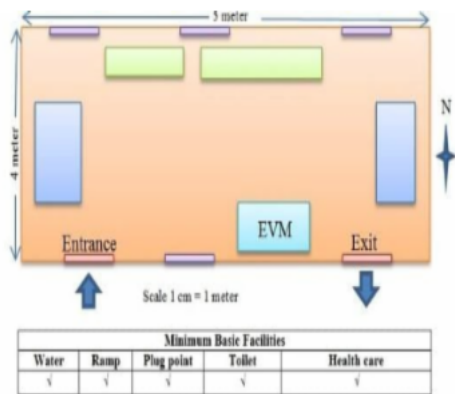 5 meter
4 meter
N
EVM
Entrance
Exit
Scale 1 cm = 1 meter
Minimum Basic Facilities
Water Ramp Plug point Toilet Health care
√ √ √ √ √